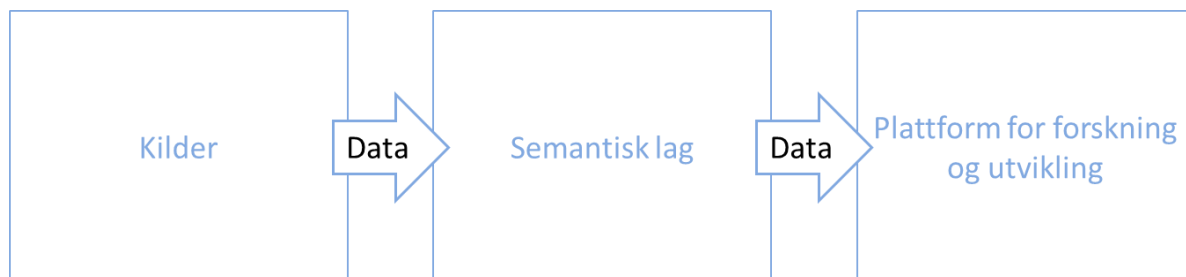 Kilder
Data
Semantisk lag
Data
Plattform for forskning
og utvikling